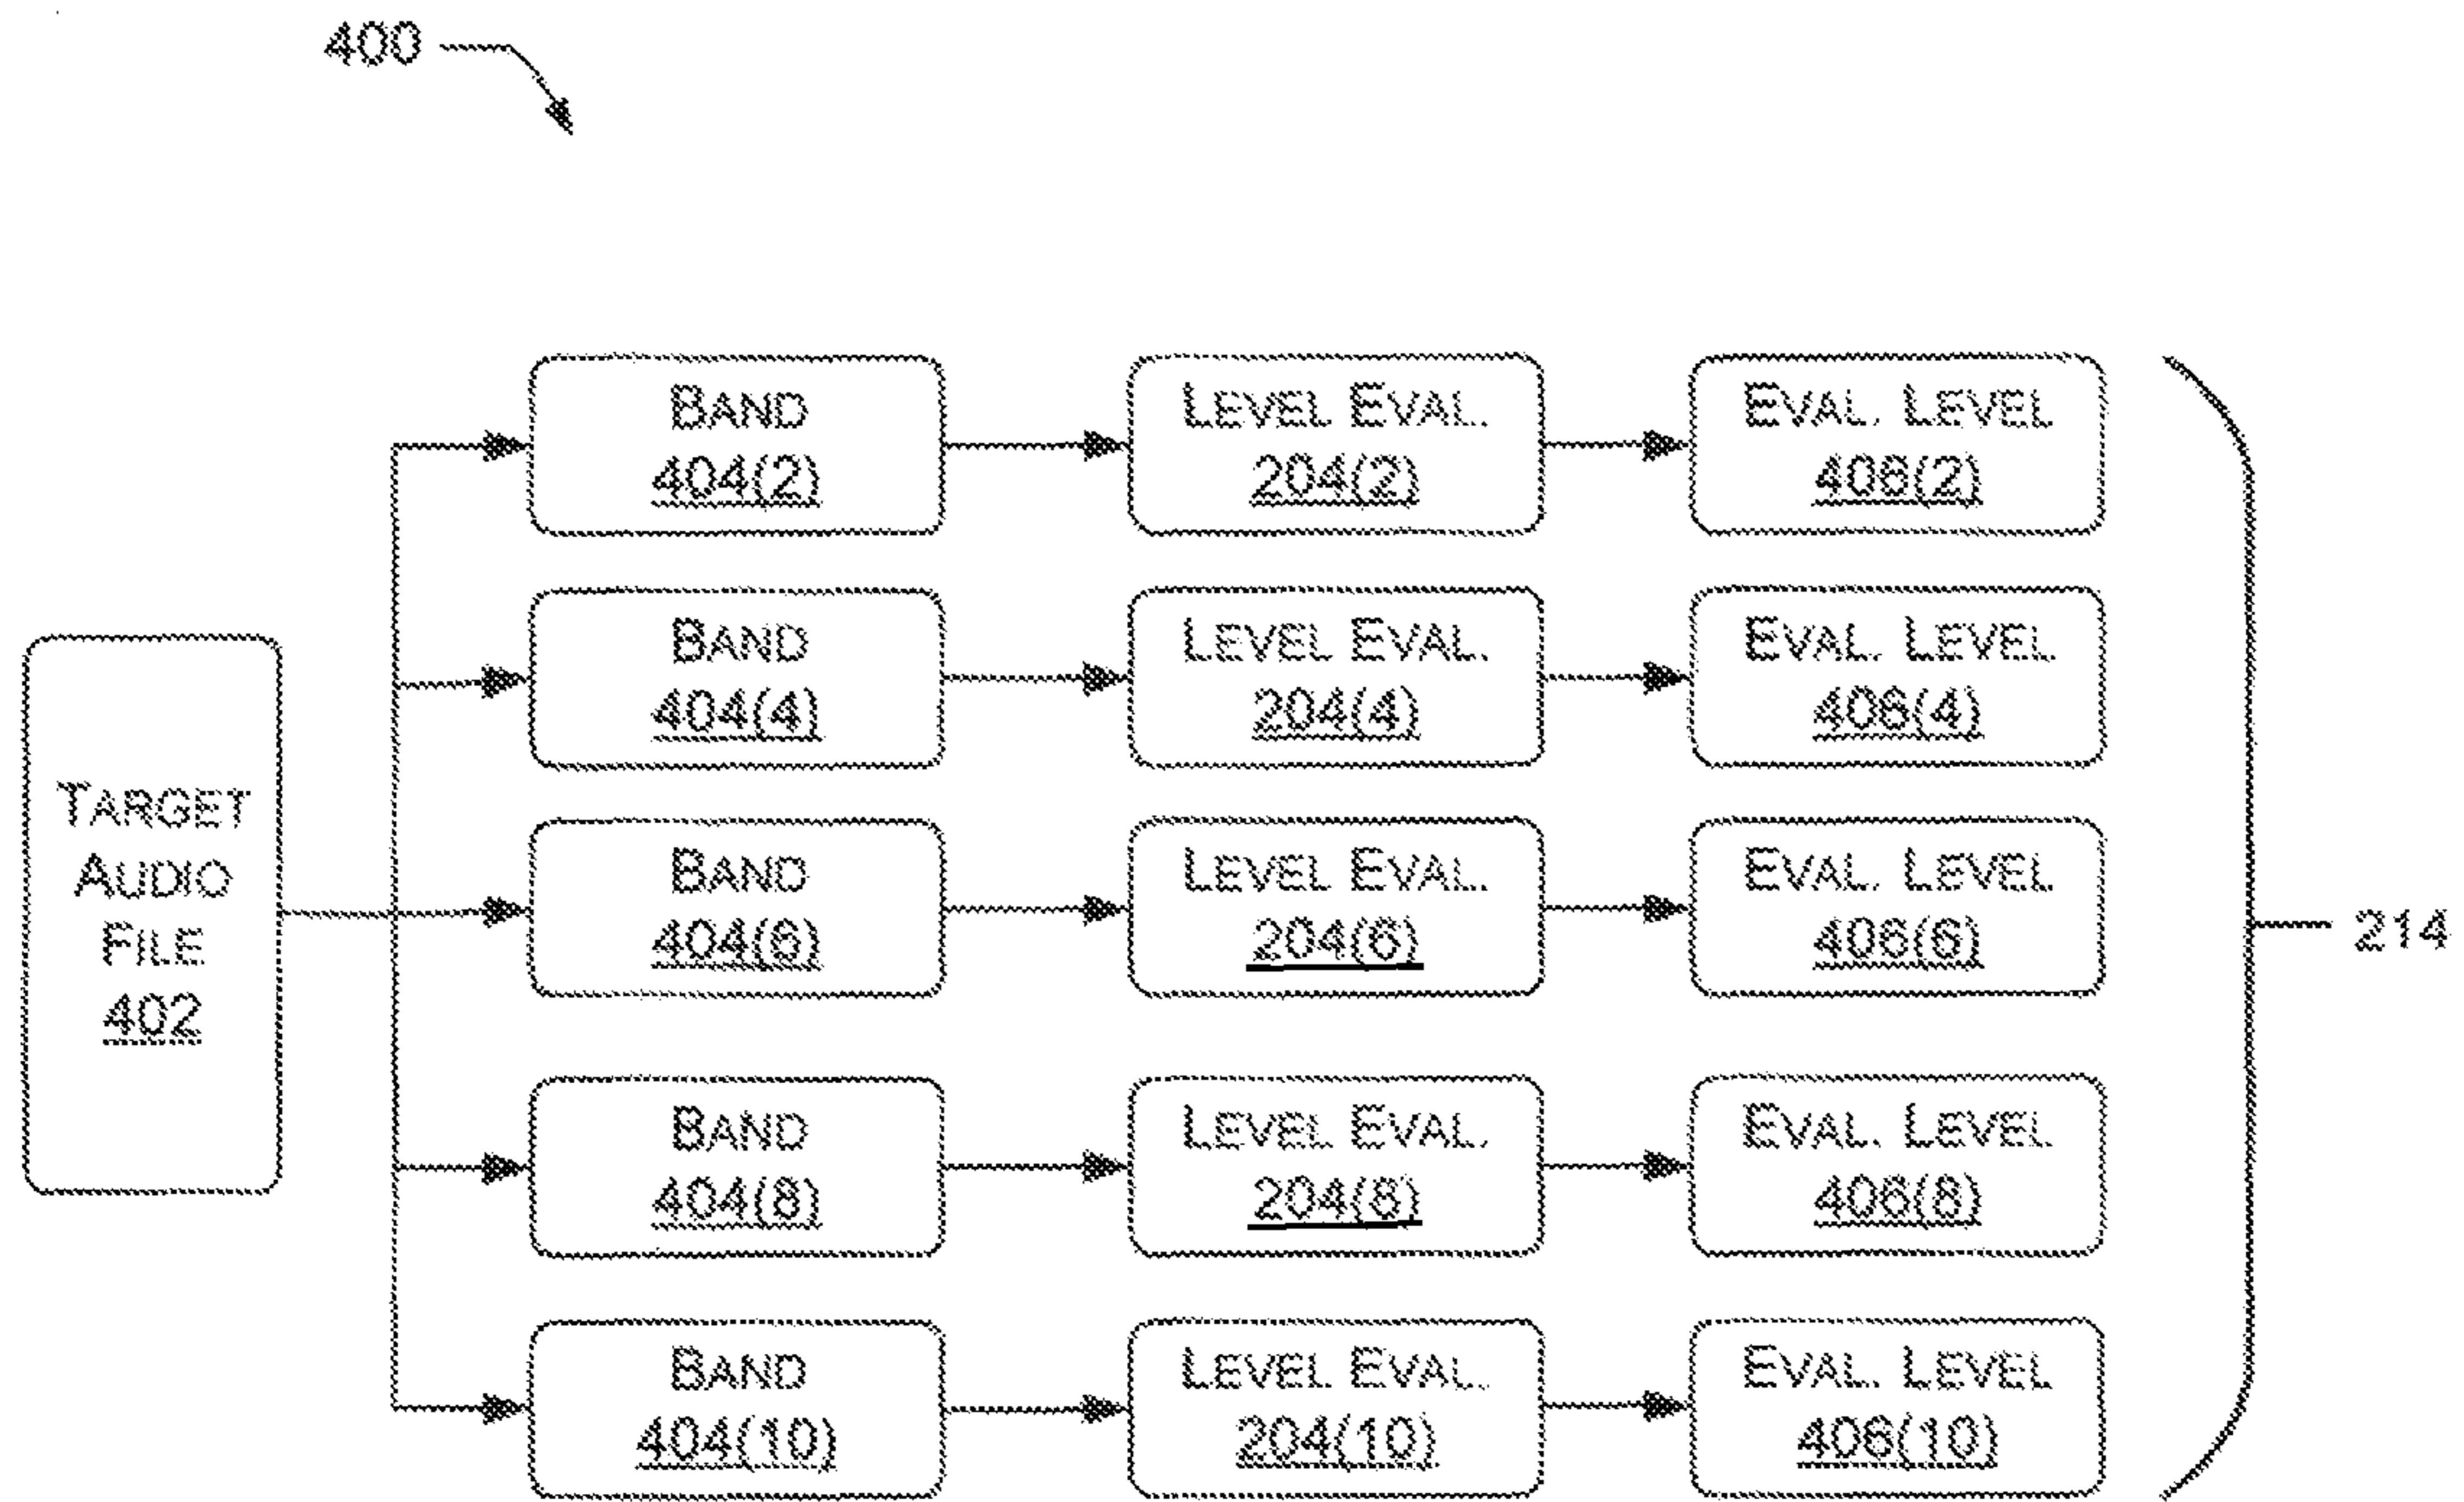 400
BAND
404(2)
LEVEL EVAL.
204(2)
EVAL. LEVEL
406(2)
BAND
404(4)
LEVEL EVAL.
204(4)
EVAL. LEVEL
406(4)
TARGET
AUDIO
FILE
402
BAND
404(6)
LEVEL EVAL.
204(6)
EVAL. LEVEL
406(6)
214
BAND
404(8)
LEVEL EVAL.
204(8)
EVAL. LEVEL
406(8)
BAND
404(10)
LEVEL EVAL.
204(10)
EVAL. LEVEL
406(10)